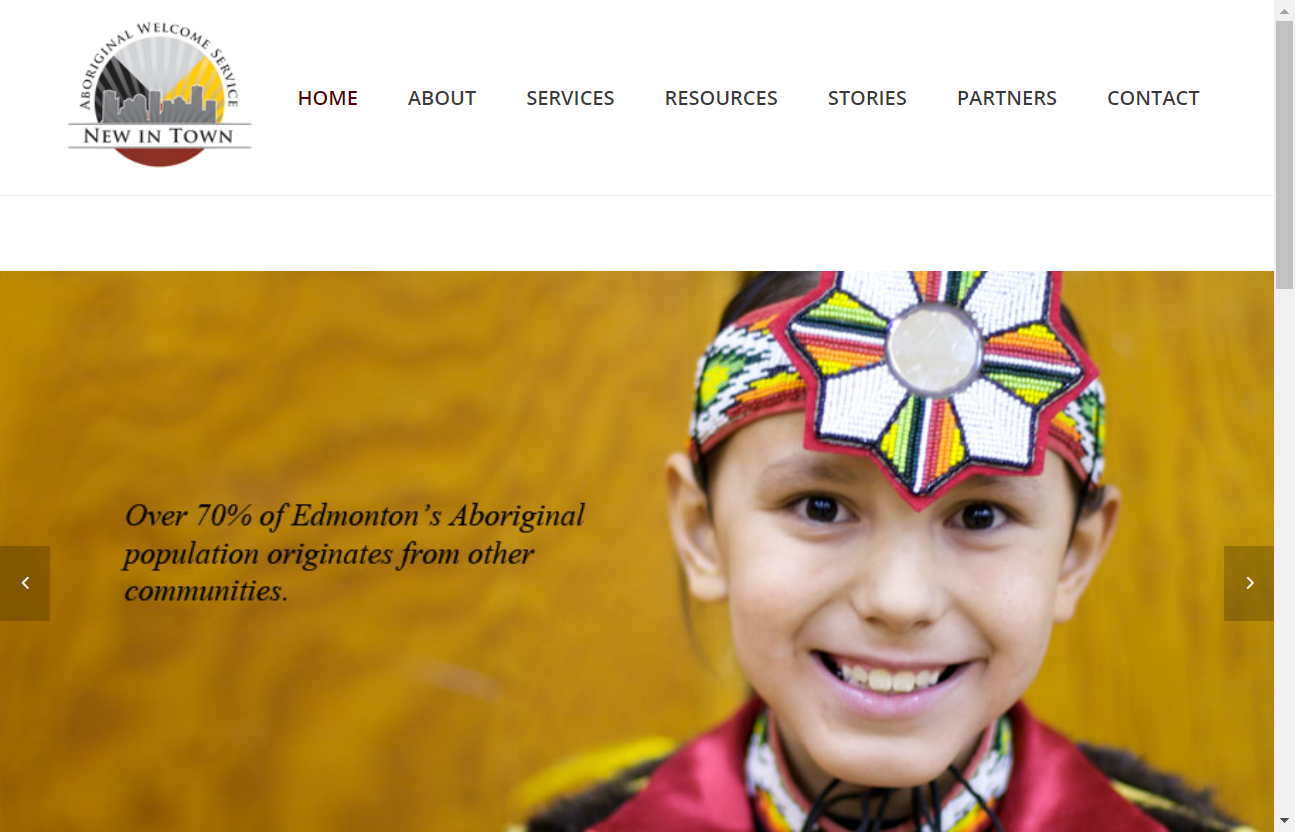 ABORIGINAL WELCOME SERVICE
NEW IN TOWN
HOME ABOUT SERVICES RESOURCES STORIES PARTNERS CONTACT
Over 70% of Edmonton's Aboriginal
population originates from other
communities.